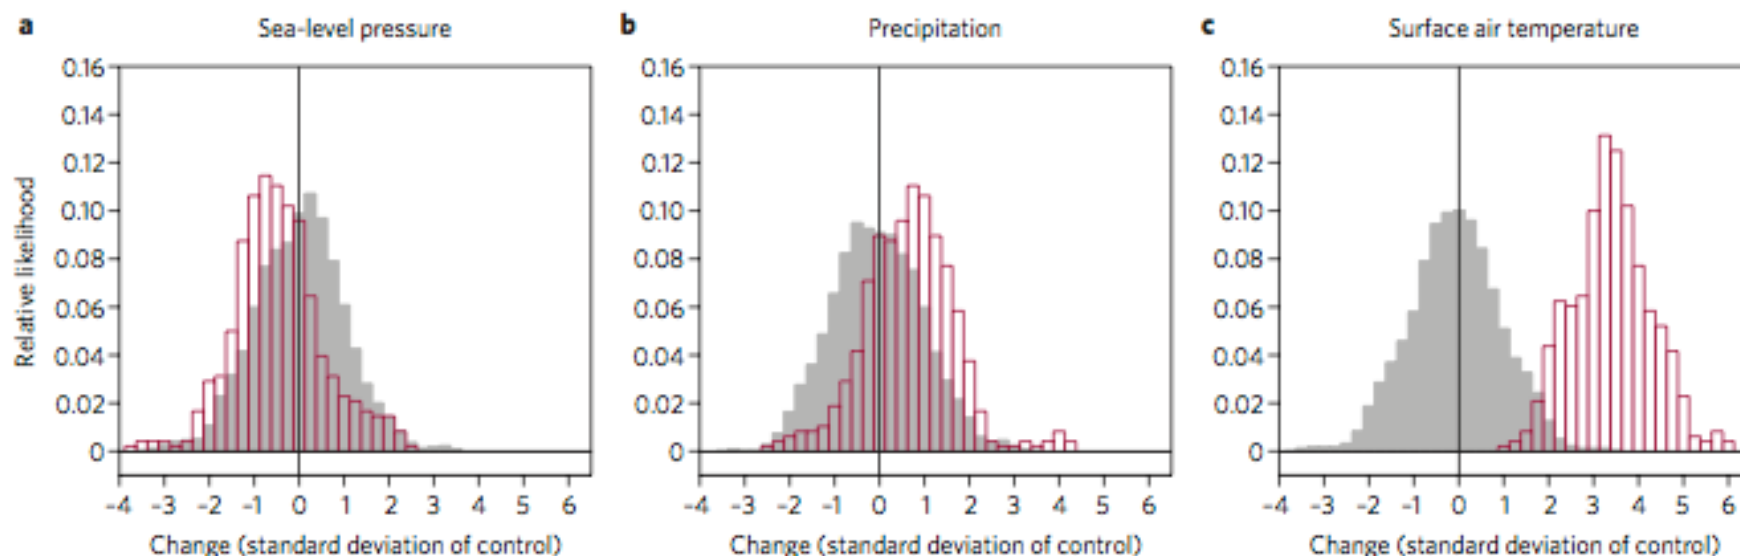 a Sea-level pressure
0.16
0.14
0.12
0.10
0.08
0.06
0.04
0.02
0
Relative likelihood
-4 -3 -2 -1 0 1 2 3 4 5 6
Change (standard deviation of control)
b Precipitation
0.16
0.14
0.12
0.10
0.08
0.06
0.04
0.02
0
-4 -3 -2 -1 0 1 2 3 4 5 6
Change (standard deviation of control)
c Surface air temperature
0.16
0.14
0.12
0.10
0.08
0.06
0.04
0.02
0
-4 -3 -2 -1 0 1 2 3 4 5 6
Change (standard deviation of control)